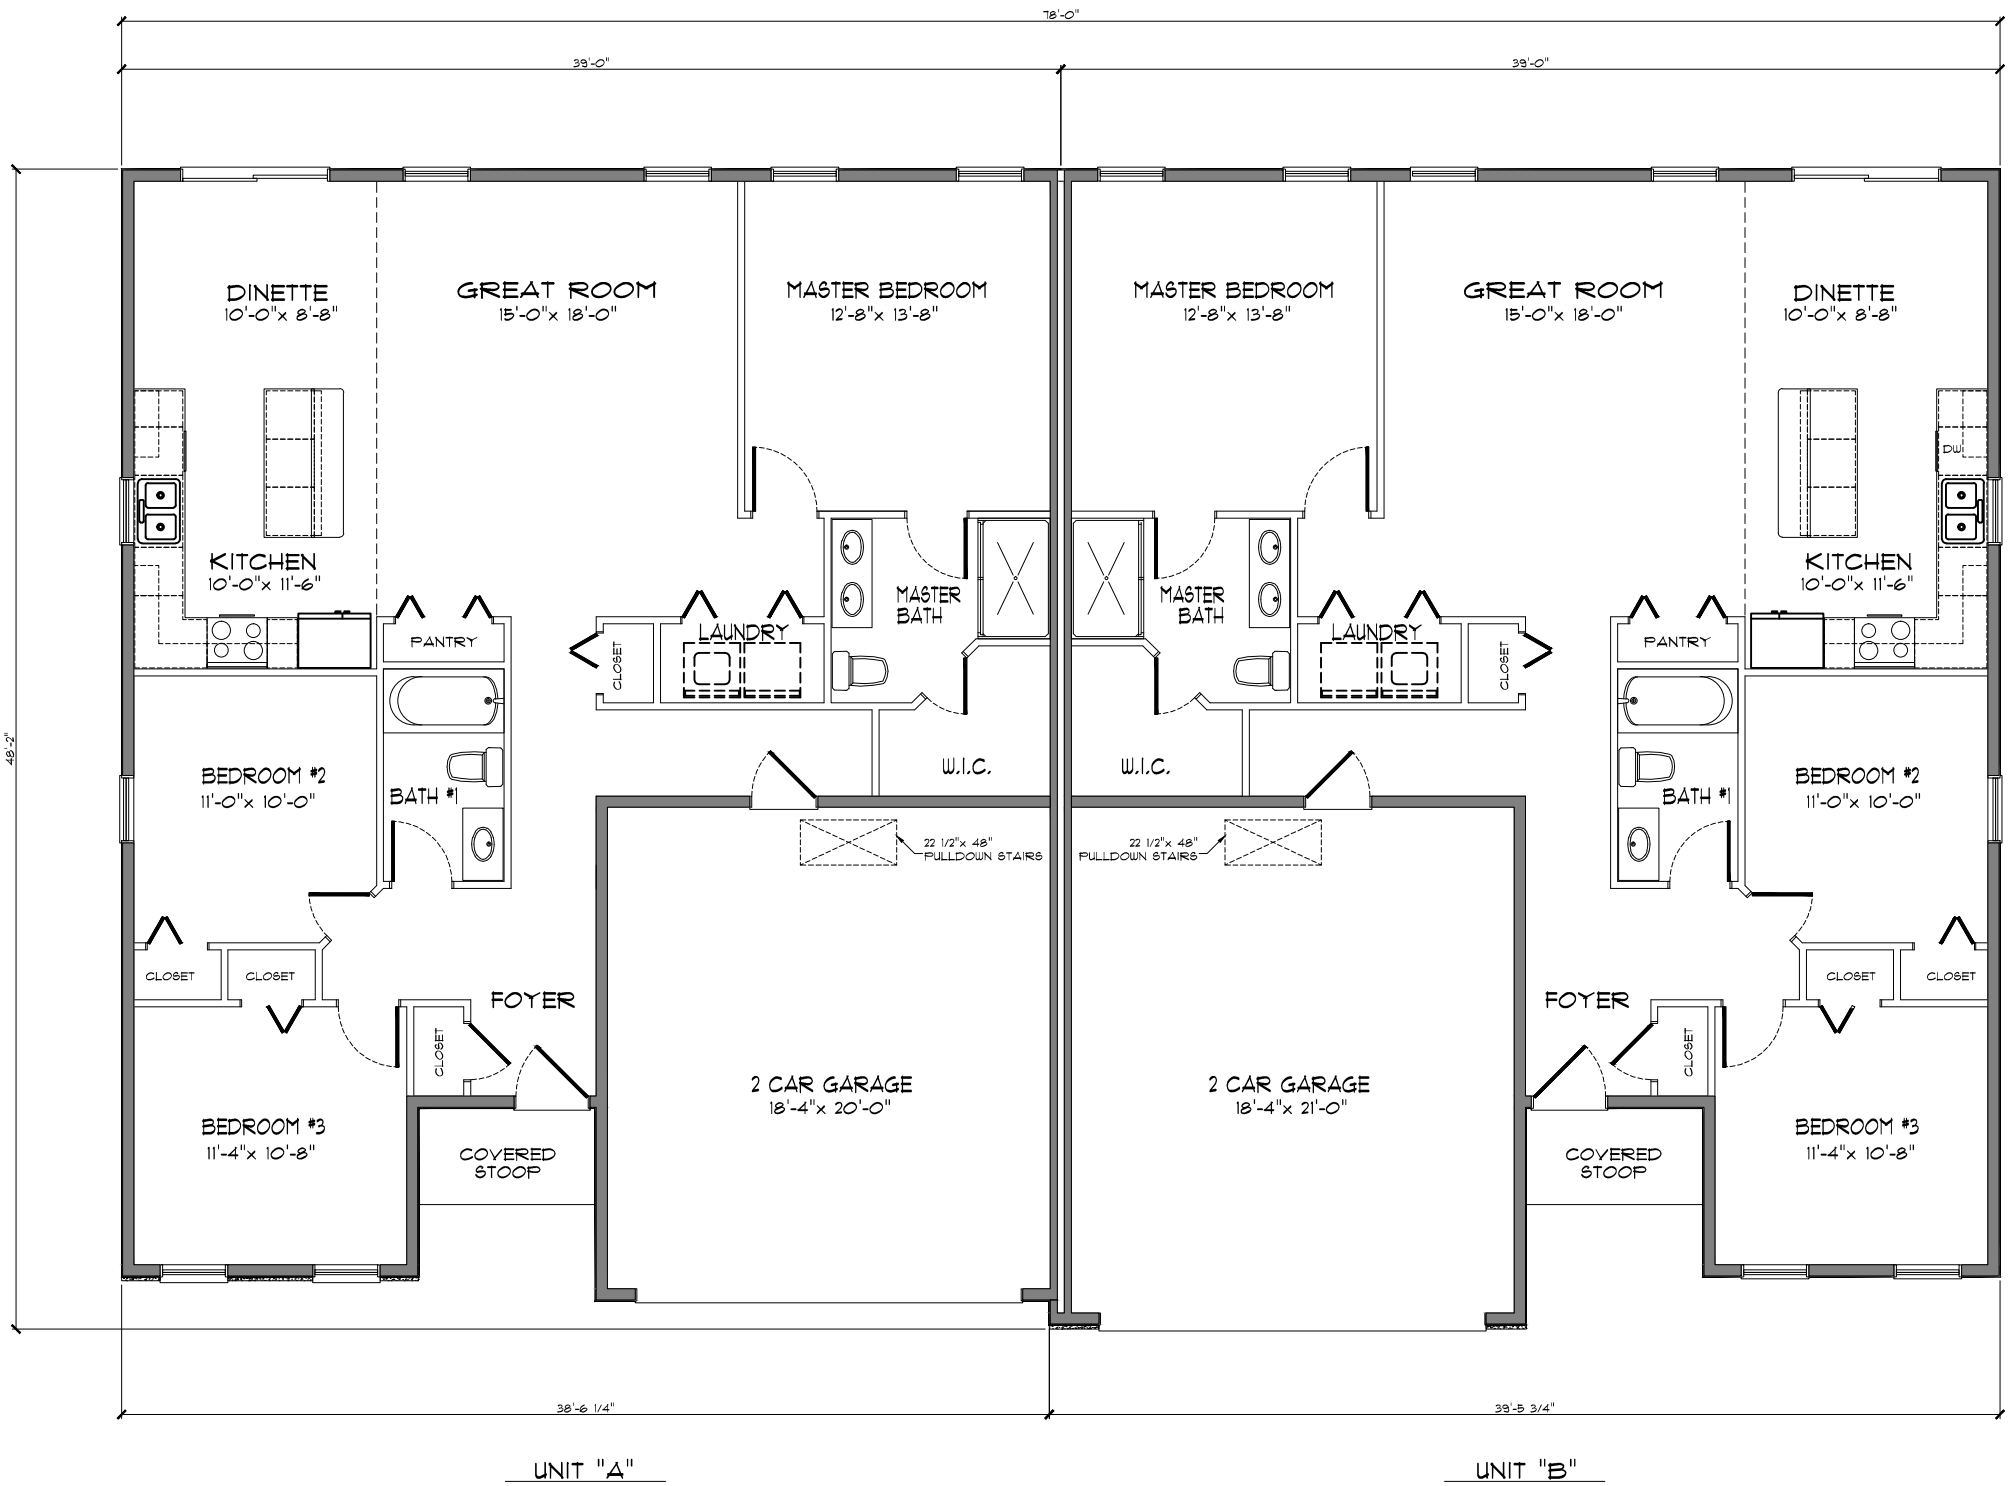 78'-0"
39'-0"
39'-0"
48'-2"
DINETTE
10'-0"x 8'-8"
GREAT ROOM
15'-0"x 18'-0"
MASTER BEDROOM
12'-8"x 13'-8"
MASTER BEDROOM
12'-8"x 13'-8"
GREAT ROOM
15'-0"x 18'-0"
DINETTE
10'-0"x 8'-8"
DW
KITCHEN
10'-0"x 11'-6"
PANTRY
CLOSET
LAUNDRY
MASTER
BATH
MASTER
BATH
LAUNDRY
CLOSET
PANTRY
KITCHEN
10'-0"x 11'-6"
BEDROOM #2
11'-0"x 10'-0"
BATH #1
W.I.C.
W.I.C.
BATH #1
BEDROOM #2
11'-0"x 10'-0"
22 1/2"x 48"
PULLDOWN STAIRS
22 1/2"x 48"
PULLDOWN STAIRS
CLOSET
CLOSET
FOYER
FOYER
CLOSET
CLOSET
CLOSET
CLOSET
BEDROOM #3
11'-4"x 10'-8"
COVERED
STOOP
2 CAR GARAGE
18'-4"x 20'-0"
2 CAR GARAGE
18'-4"x 21'-0"
COVERED
STOOP
BEDROOM #3
11'-4"x 10'-8"
38'-6 1/4"
39'-5 3/4"
UNIT "A"
UNIT "B"